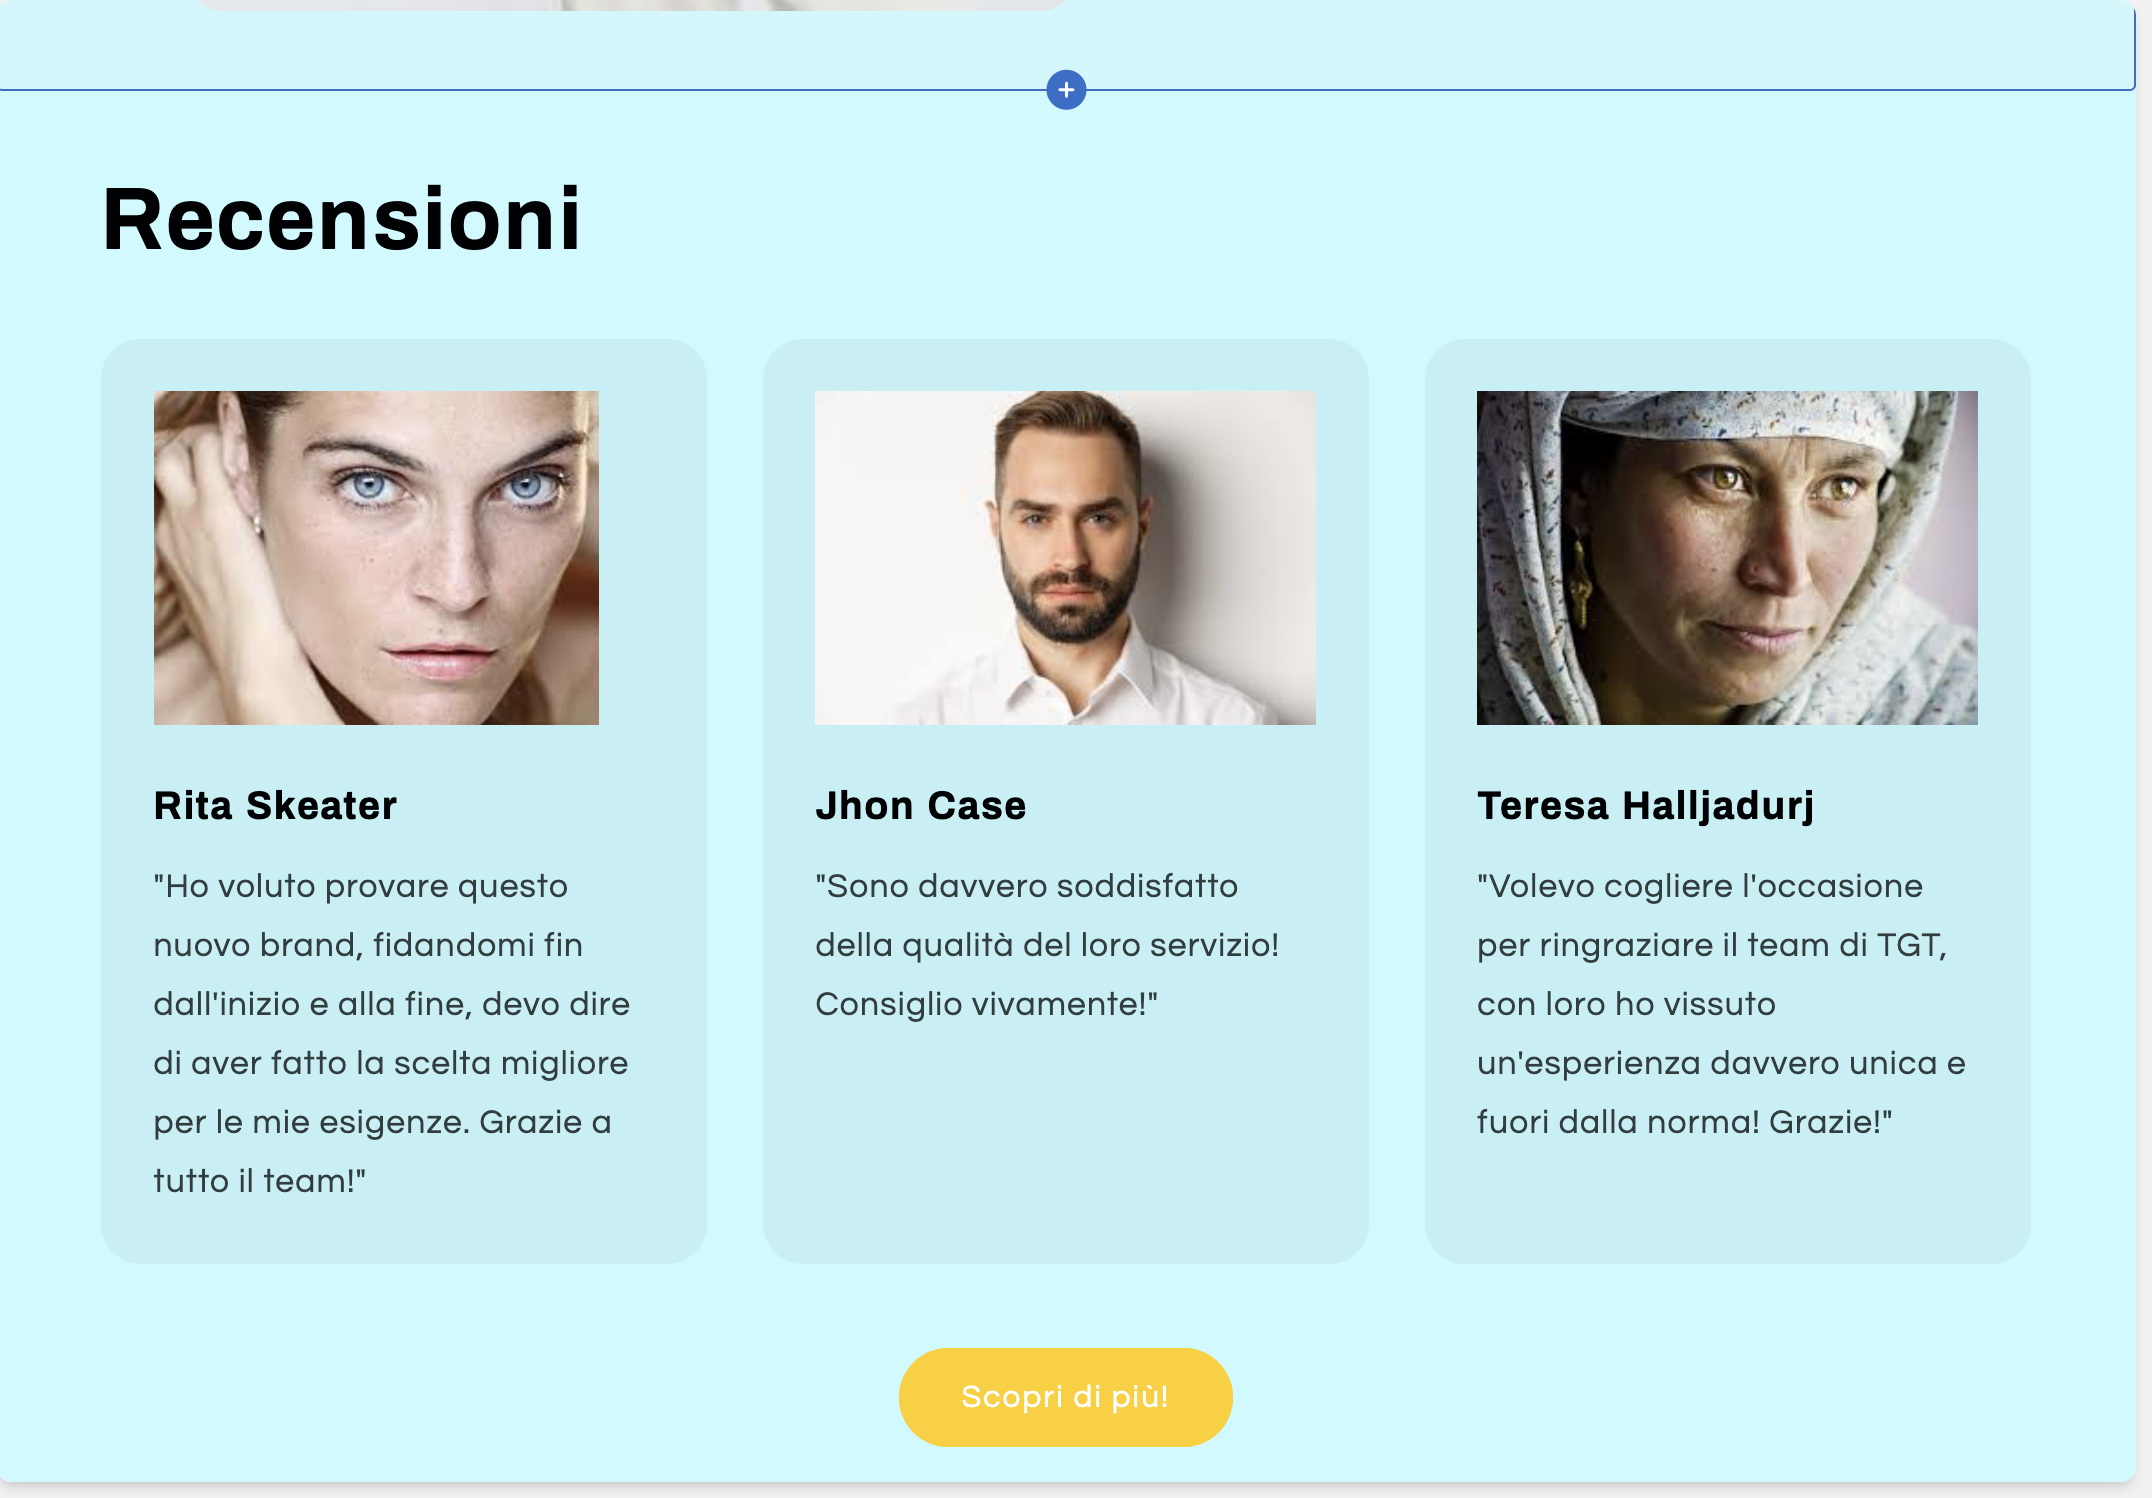 Recensioni
Rita Skeater
"Ho voluto provare questo
nuovo brand, fidandomi fin
dall'inizio e alla fine, devo dire
di aver fatto la scelta migliore
per le mie esigenze. Grazie a
tutto il team!"
Jhon Case
"Sono davvero soddisfatto
della qualità del loro servizio!
Consiglio vivamente!"
Teresa Halljadurj
"Volevo cogliere l'occasione
per ringraziare il team di TGT,
con loro ho vissuto
un'esperienza davvero unica e
fuori dalla norma! Grazie!"
Scopri di più!